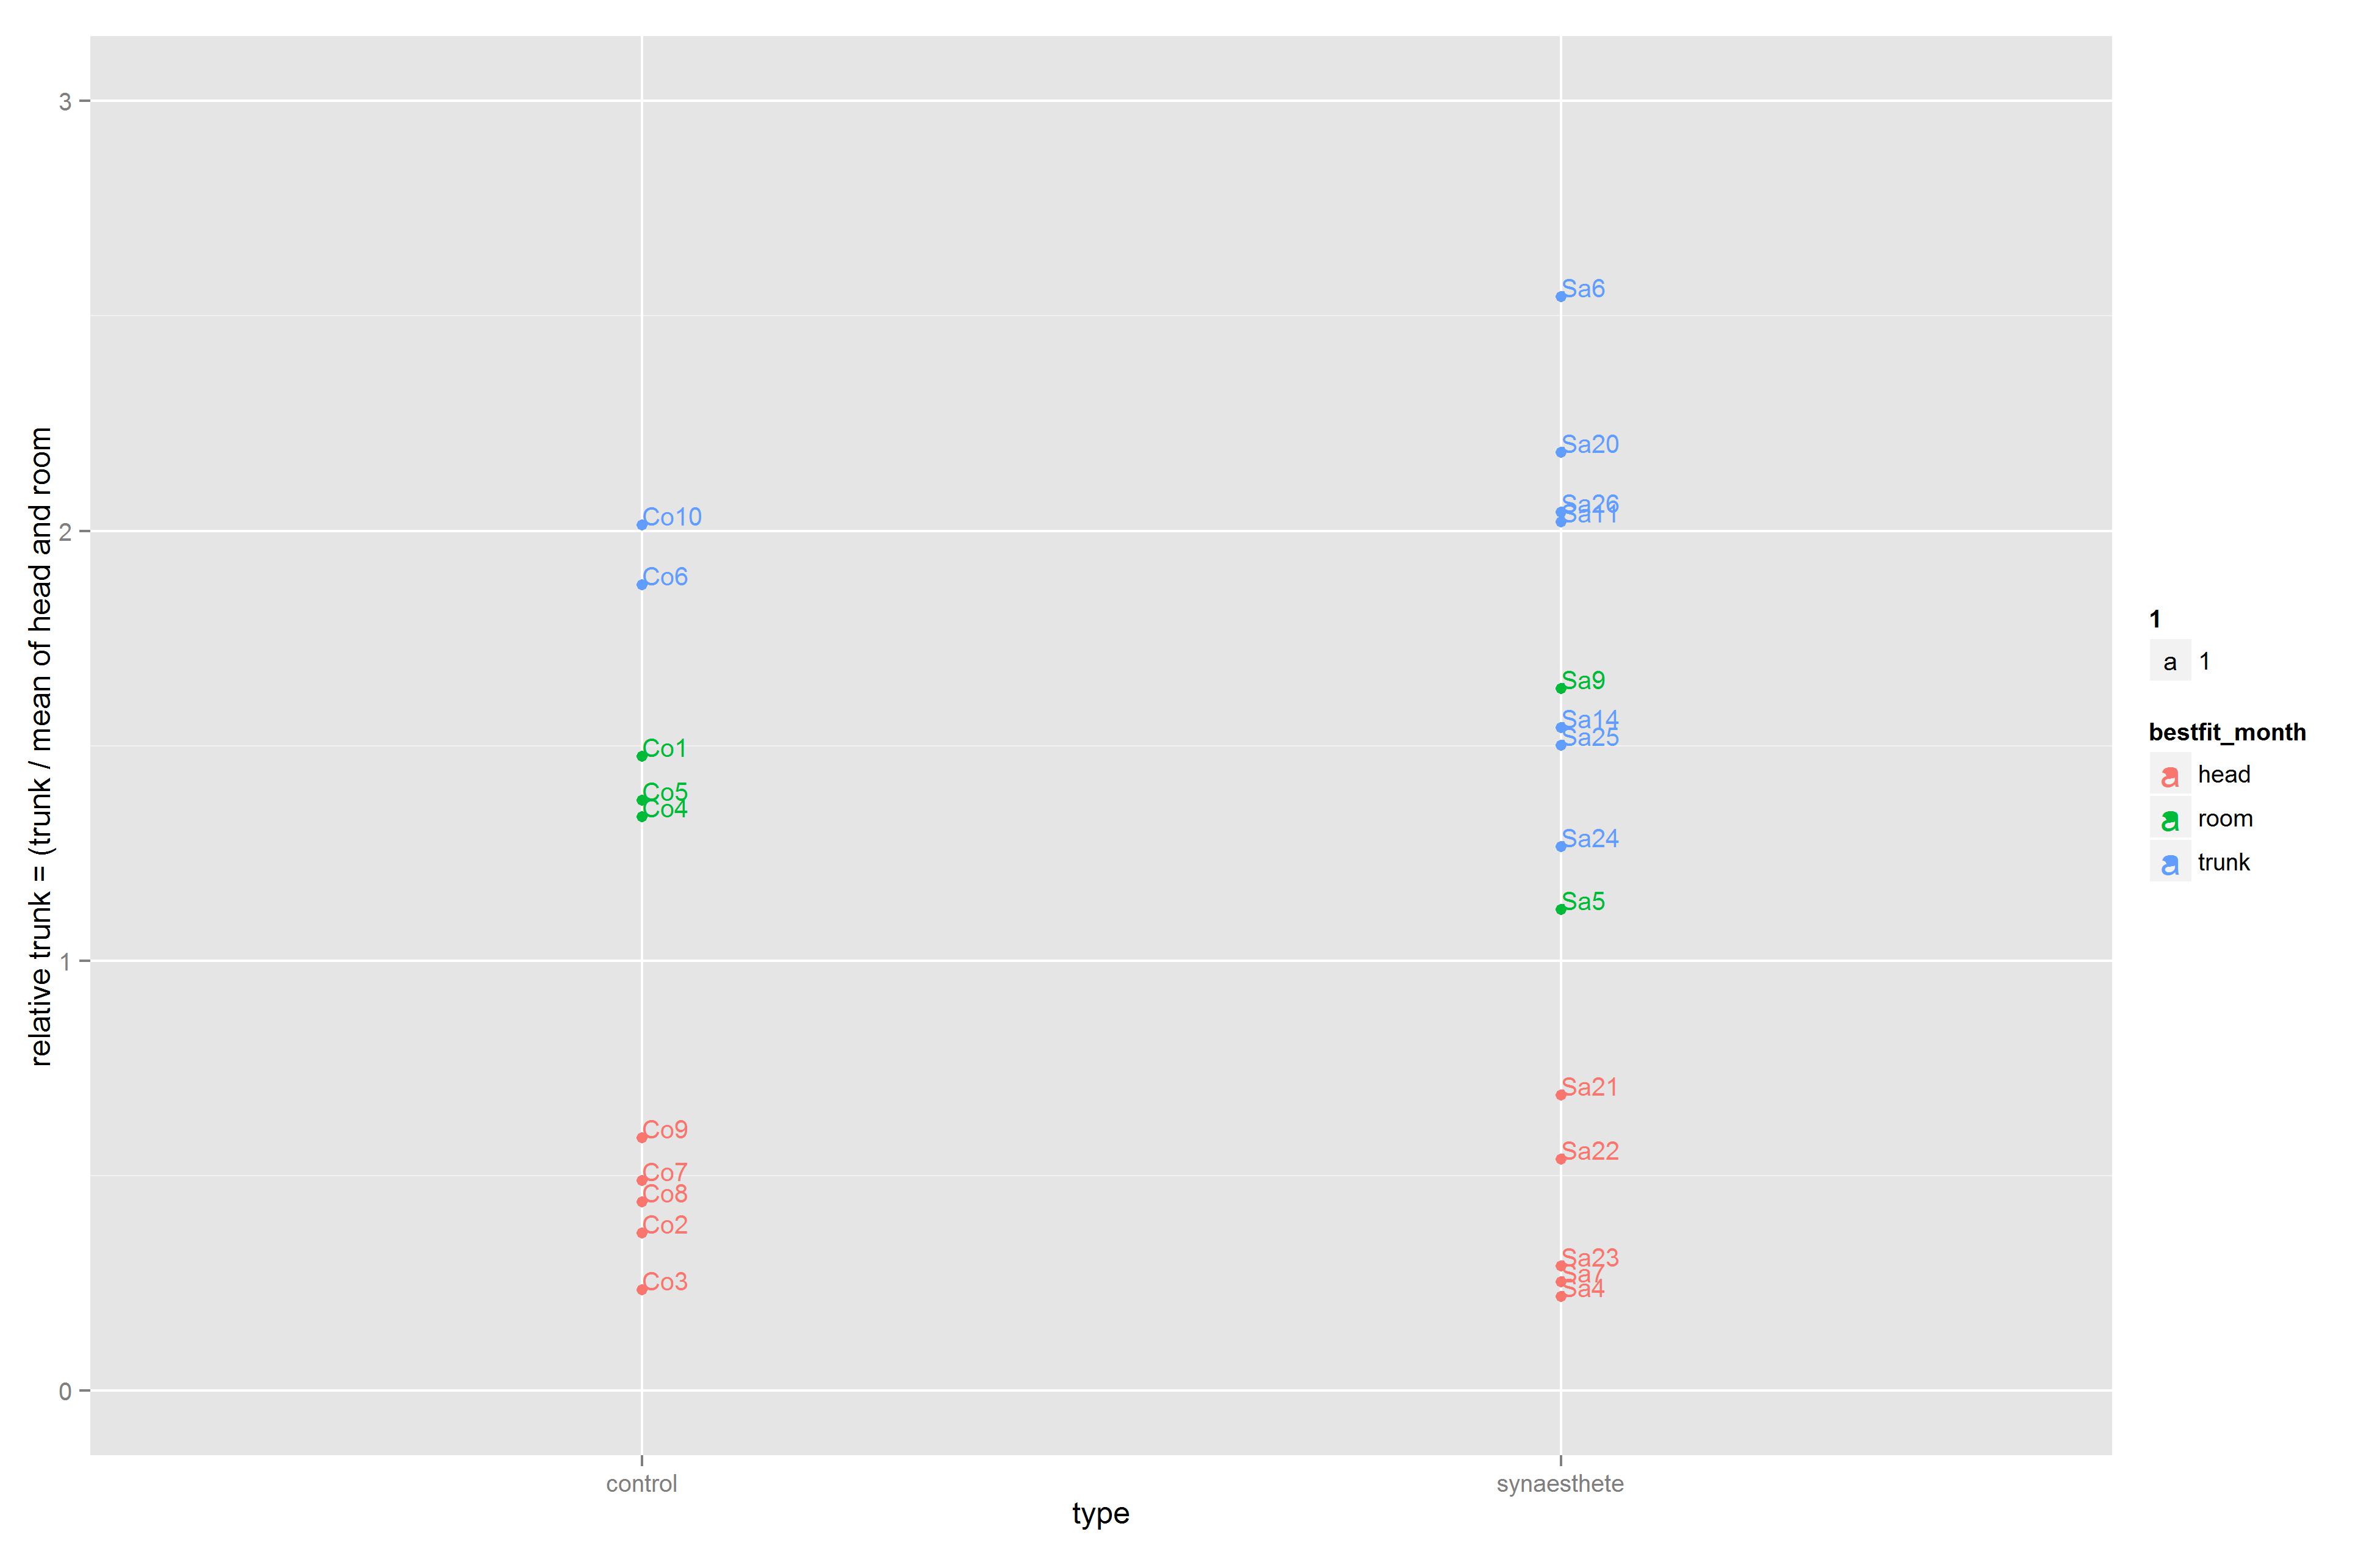 relative trunk = (trunk / mean of head and room
3
2
1
0
Co10
Co6
Co1
Co5
Co4
Co9
Co7
Co8
Co2
Co3
Sa6
Sa20
Sa26
Sa11
Sa9
Sa14
Sa25
Sa24
Sa5
Sa21
Sa22
Sa23
Sa7
Sa4
control
synaesthete
type
1
a 1
bestfit_month
a head
a room
a trunk